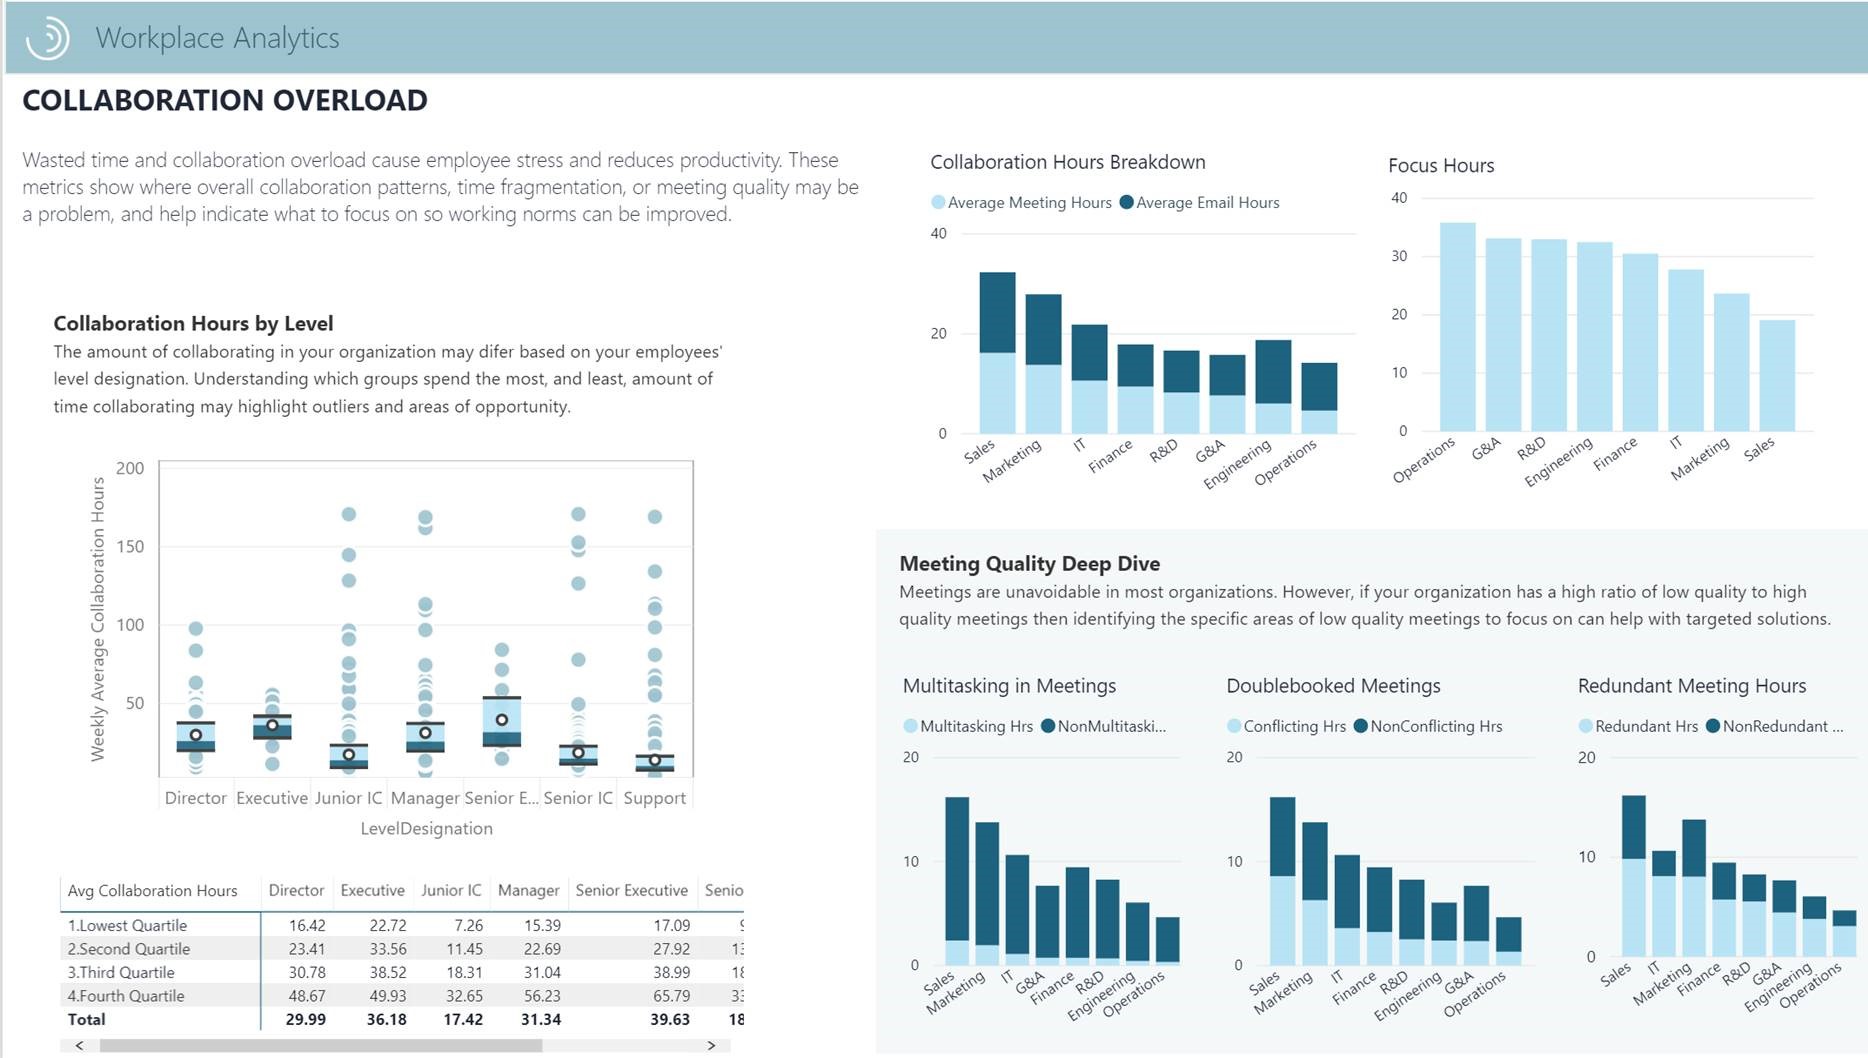 Workplace Analytics
COLLABORATION OVERLOAD
Wasted time and collaboration overload cause employee stress and reduces productivity. These
metrics show where overall collaboration patterns, time fragmentation, or meeting quality may be
a problem, and help indicate what to focus on so working norms can be improved.
Collaboration Hours by Level
The amount of collaborating in your organization may difer based on your employees'
level designation. Understanding which groups spend the most, and least, amount of
time collaborating may highlight outliers and areas of opportunity.
Weekly Average Collaboration Hours
200
150
100
50
Director Executive Junior IC Manager Senior E... Senior IC Support
LevelDesignation
Avg Collaboration Hours Director Executive Junior IC Manager Senior Executive Senio
1.Lowest Quartile 16.42 22.72 7.26 15.39 17.09
2.Second Quartile 23.41 33.56 11.45 22.69 27.92 13
3.Third Quartile 30.78 38.52 18.31 31.04 38.99 18
4.Fourth Quartile 48.67 49.93 32.65 56.23 65.79 33
Total 29.99 36.18 17.42 31.34 39.63 18
Collaboration Hours Breakdown
Average Meeting Hours Average Email Hours
40
20
0
Sales Marketing IT Finance R&D G&A Engineering Operations
Focus Hours
40
30
20
10
0
Operations G&A R&D Engineering Finance IT Marketing Sales
Meeting Quality Deep Dive
Meetings are unavoidable in most organizations. However, if your organization has a high ratio of low quality to high
quality meetings then identifying the specific areas of low quality meetings to focus on can help with targeted solutions.
Multitasking in Meetings
Multitasking Hrs NonMultitaski...
20
10
0
Sales Marketing IT G&A Finance R&D Engineering Operations
Doublebooked Meetings
Conflicting Hrs NonConflicting Hrs
20
10
0
Sales Marketing IT Finance R&D Engineering G&A Operations
Redundant Meeting Hours
Redundant Hrs NonRedundant ...
20
10
0
Sales IT Marketing Finance R&D G&A Engineering Operations